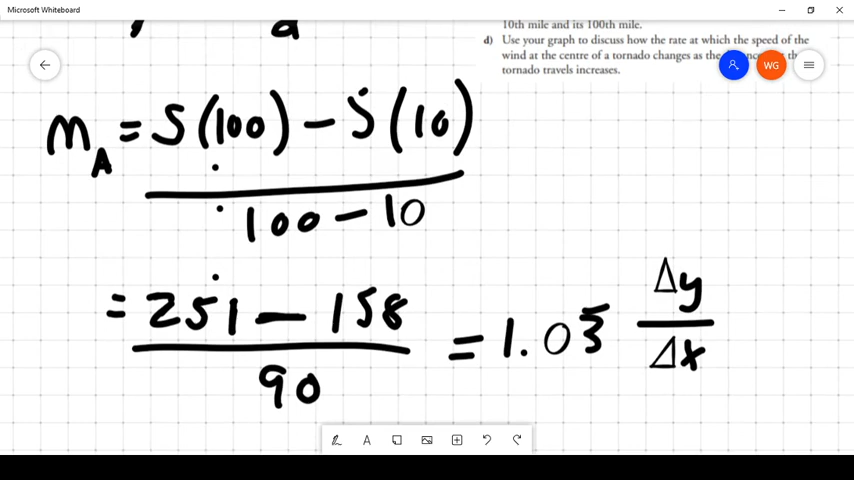 Microsoft Whiteboard
10th mile and its 100th mile.
d) Use your graph to discuss how the rate at which the speed of the
wind at the centre of a tornado changes as the
tornado travels increases.
WG
m_A = S(100) - S(10)
100 - 10
= 251 - 158
90
= 1.03
Δy
Δx
A